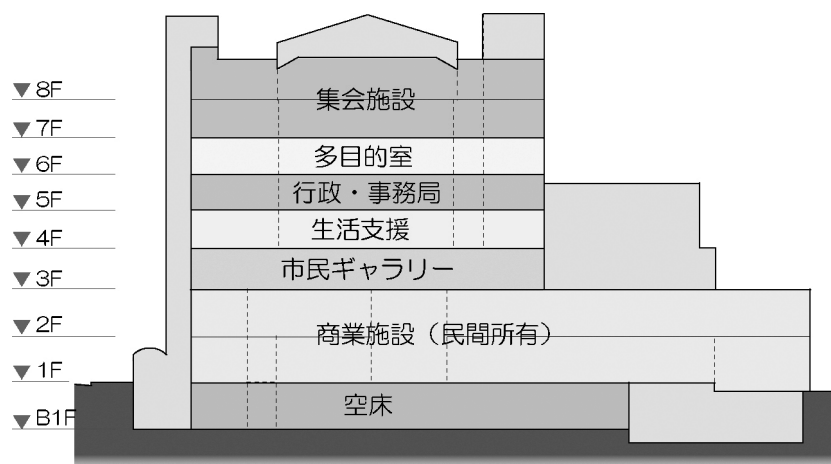 8F
集会施設
7F
多目的室
6F
行政・事務局
5F
生活支援
4F
市民ギャラリー
3F
2F
商業施設（民間所有）
1F
空床
B1F